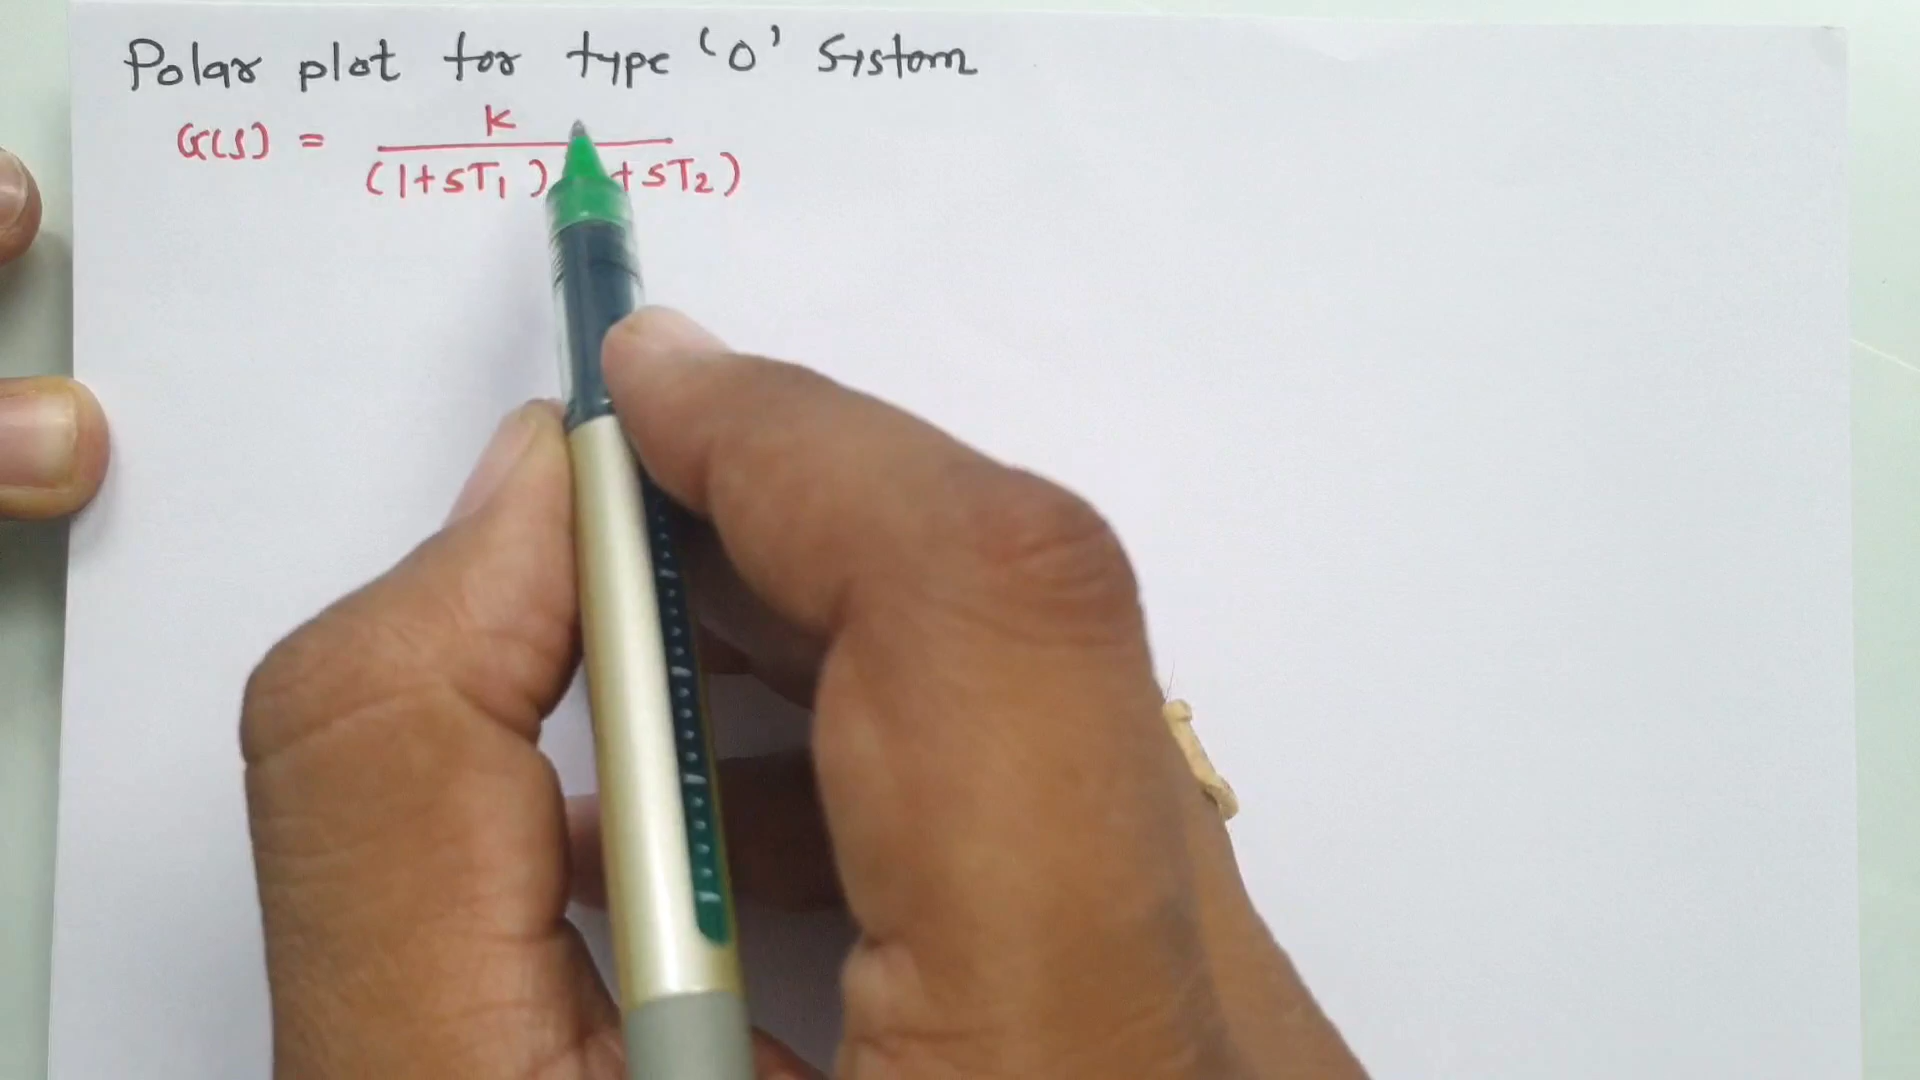 Polar plot for type '0' System
G(s) = K
(1+sT1) +sT2)